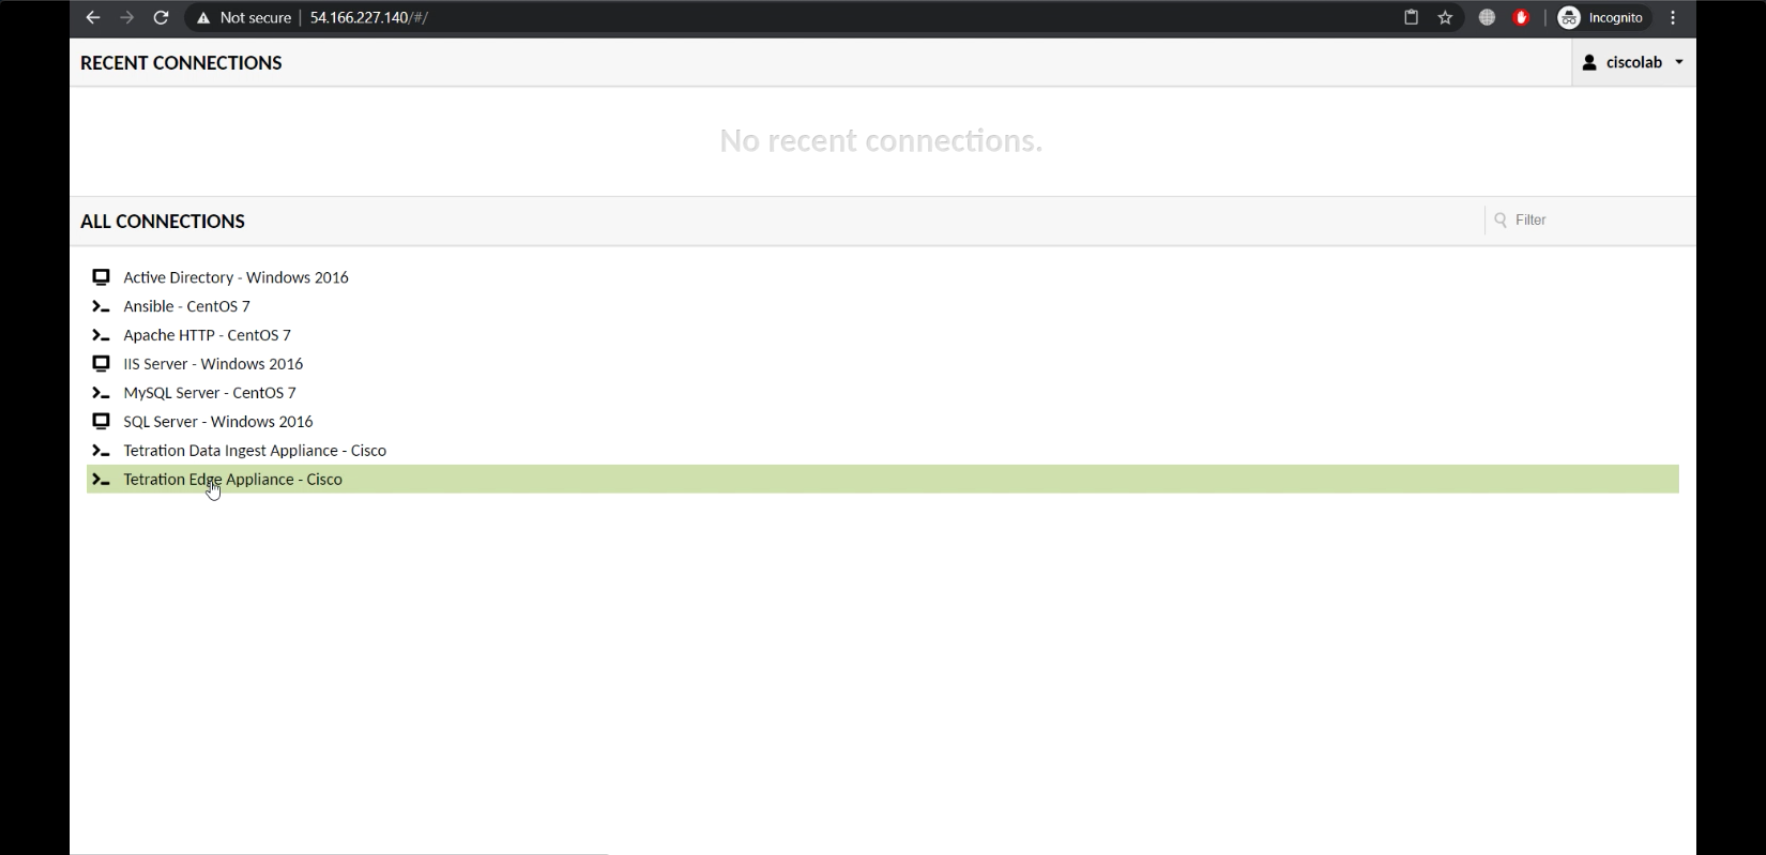 Not secure | 54.166.227.140/#/
Incognito
RECENT CONNECTIONS
ciscolab
No recent connections.
ALL CONNECTIONS
Filter
Active Directory - Windows 2016
Ansible - CentOS 7
Apache HTTP - CentOS 7
IIS Server - Windows 2016
MySQL Server - CentOS 7
SQL Server - Windows 2016
Tetration Data Ingest Appliance - Cisco
Tetration Edge Appliance - Cisco